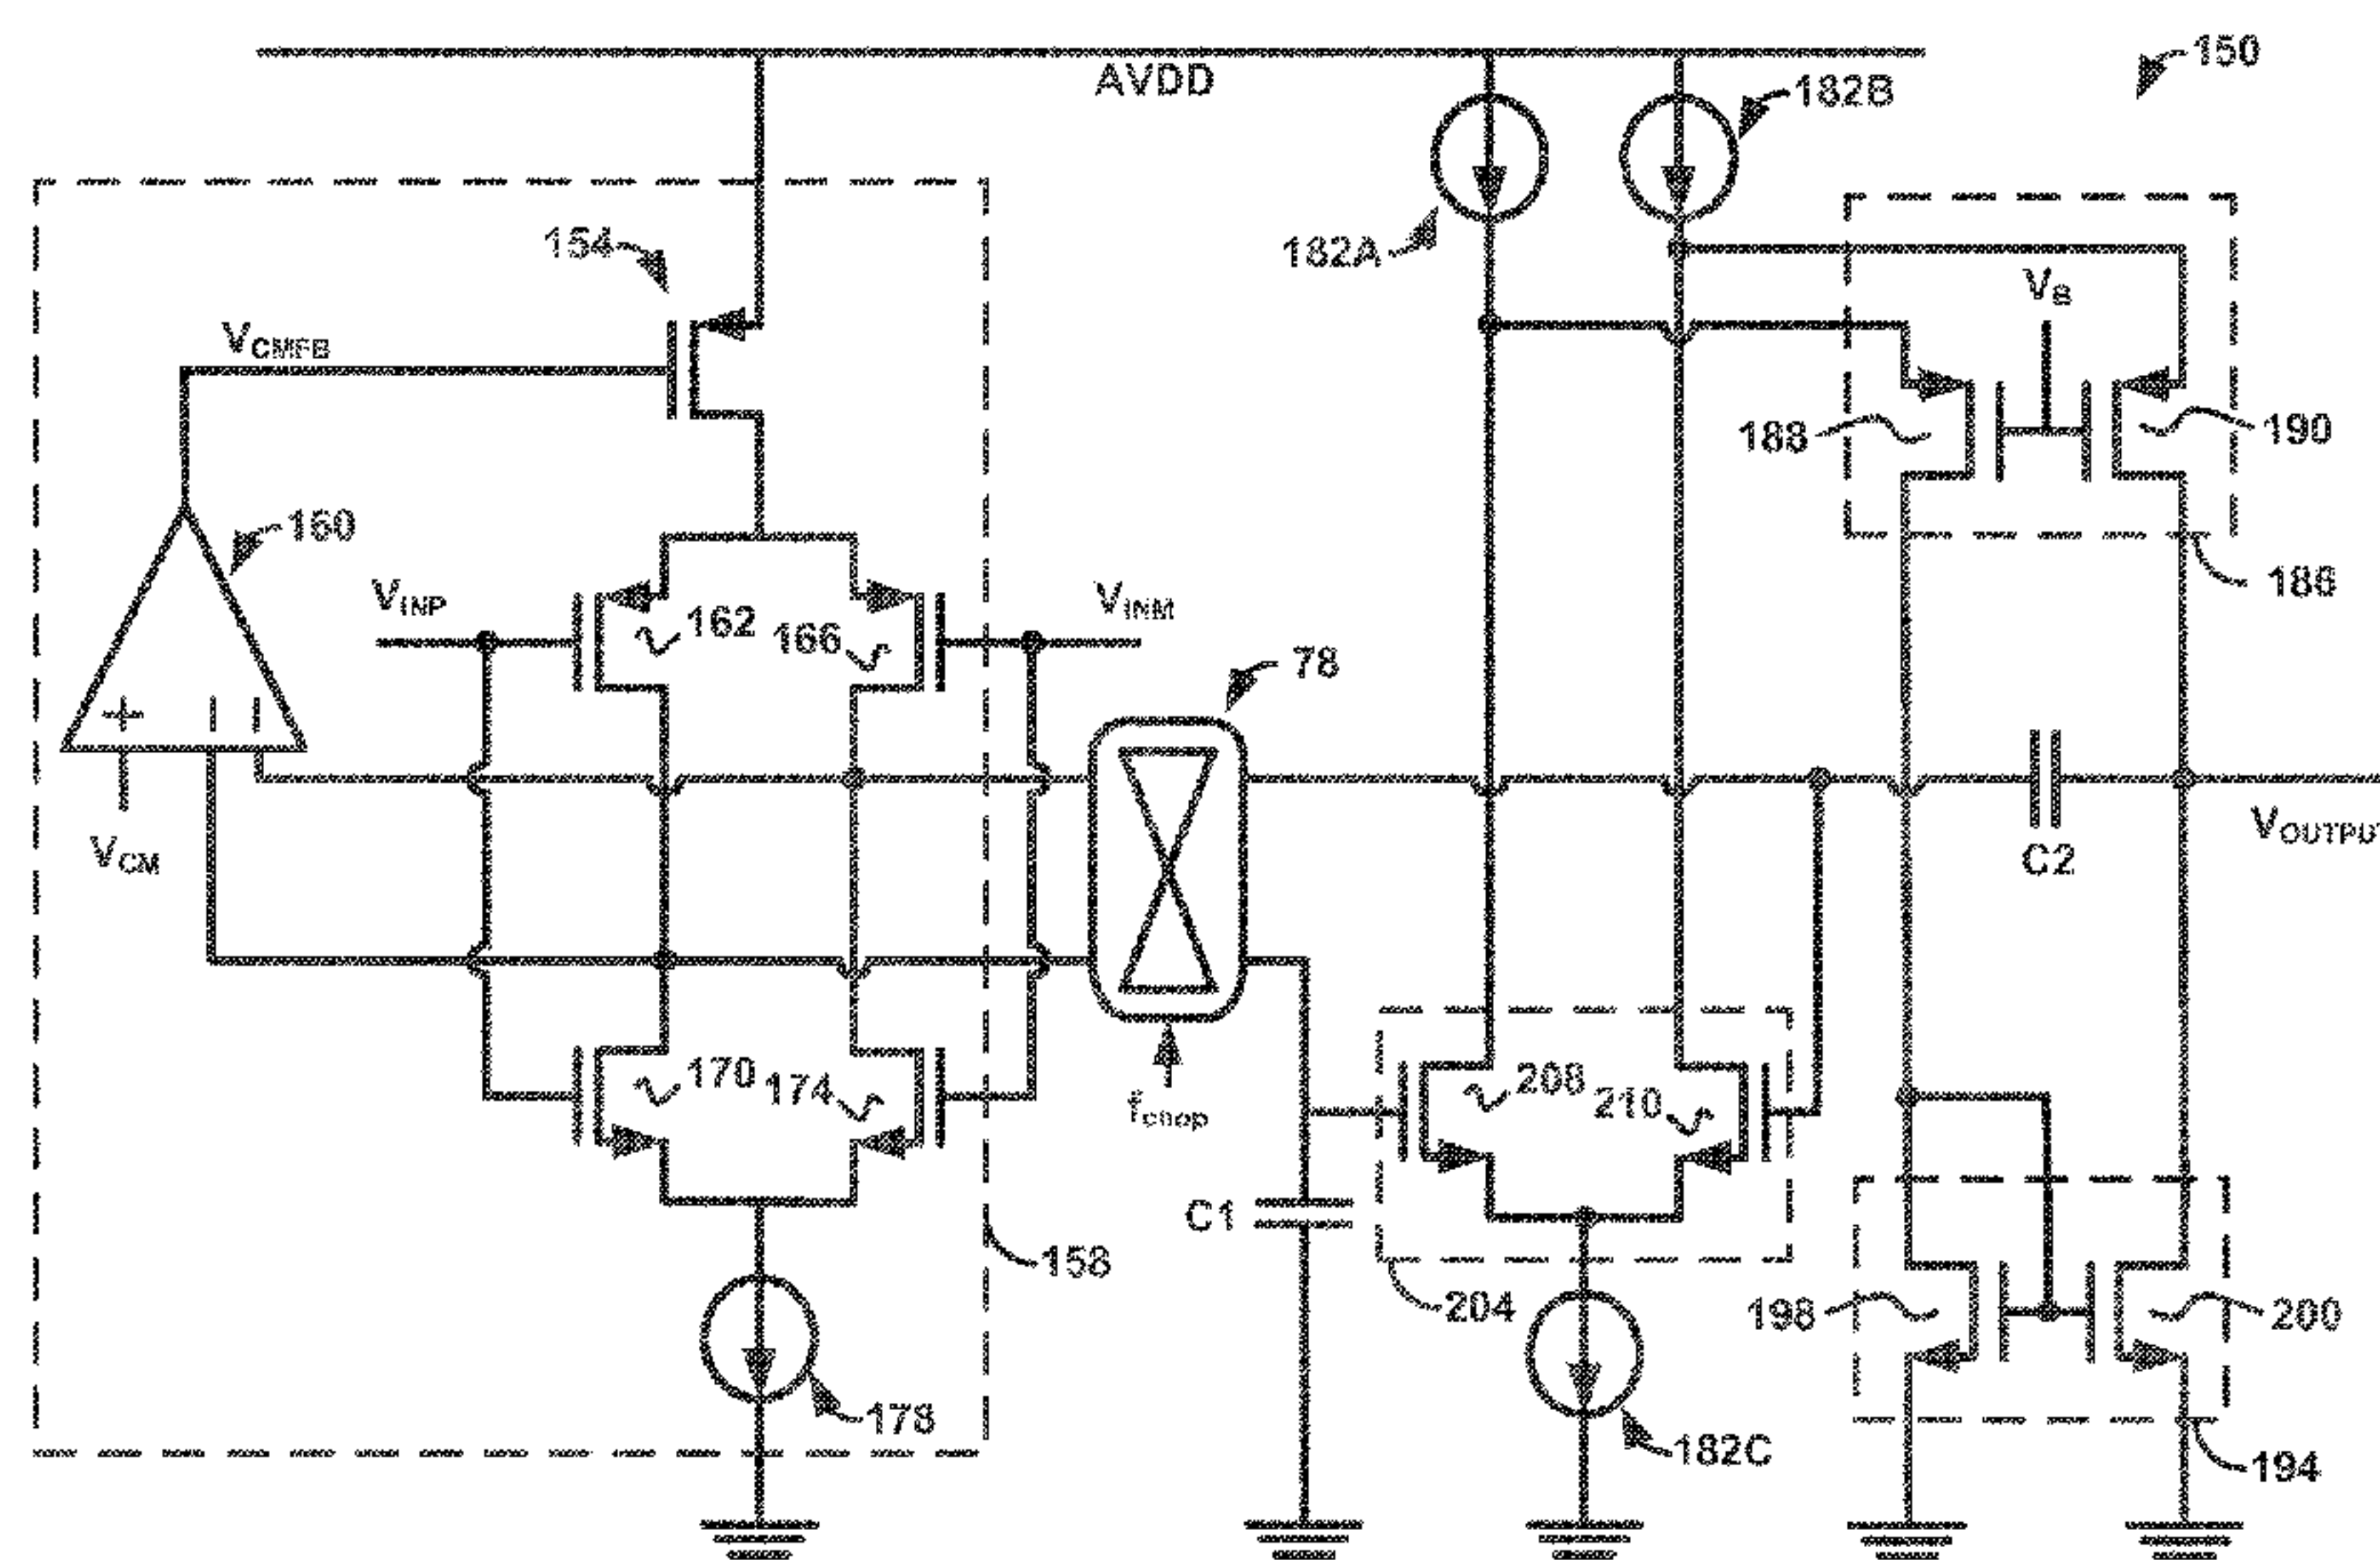 150
AVDD
182B
154
182A
VB
VCMFB
188
190
160
VINP
162
166
VINM
186
78
+
VCM
VOUTPUT
C2
170
174
fchop
208
210
C1
158
204
198
200
178
182C
194